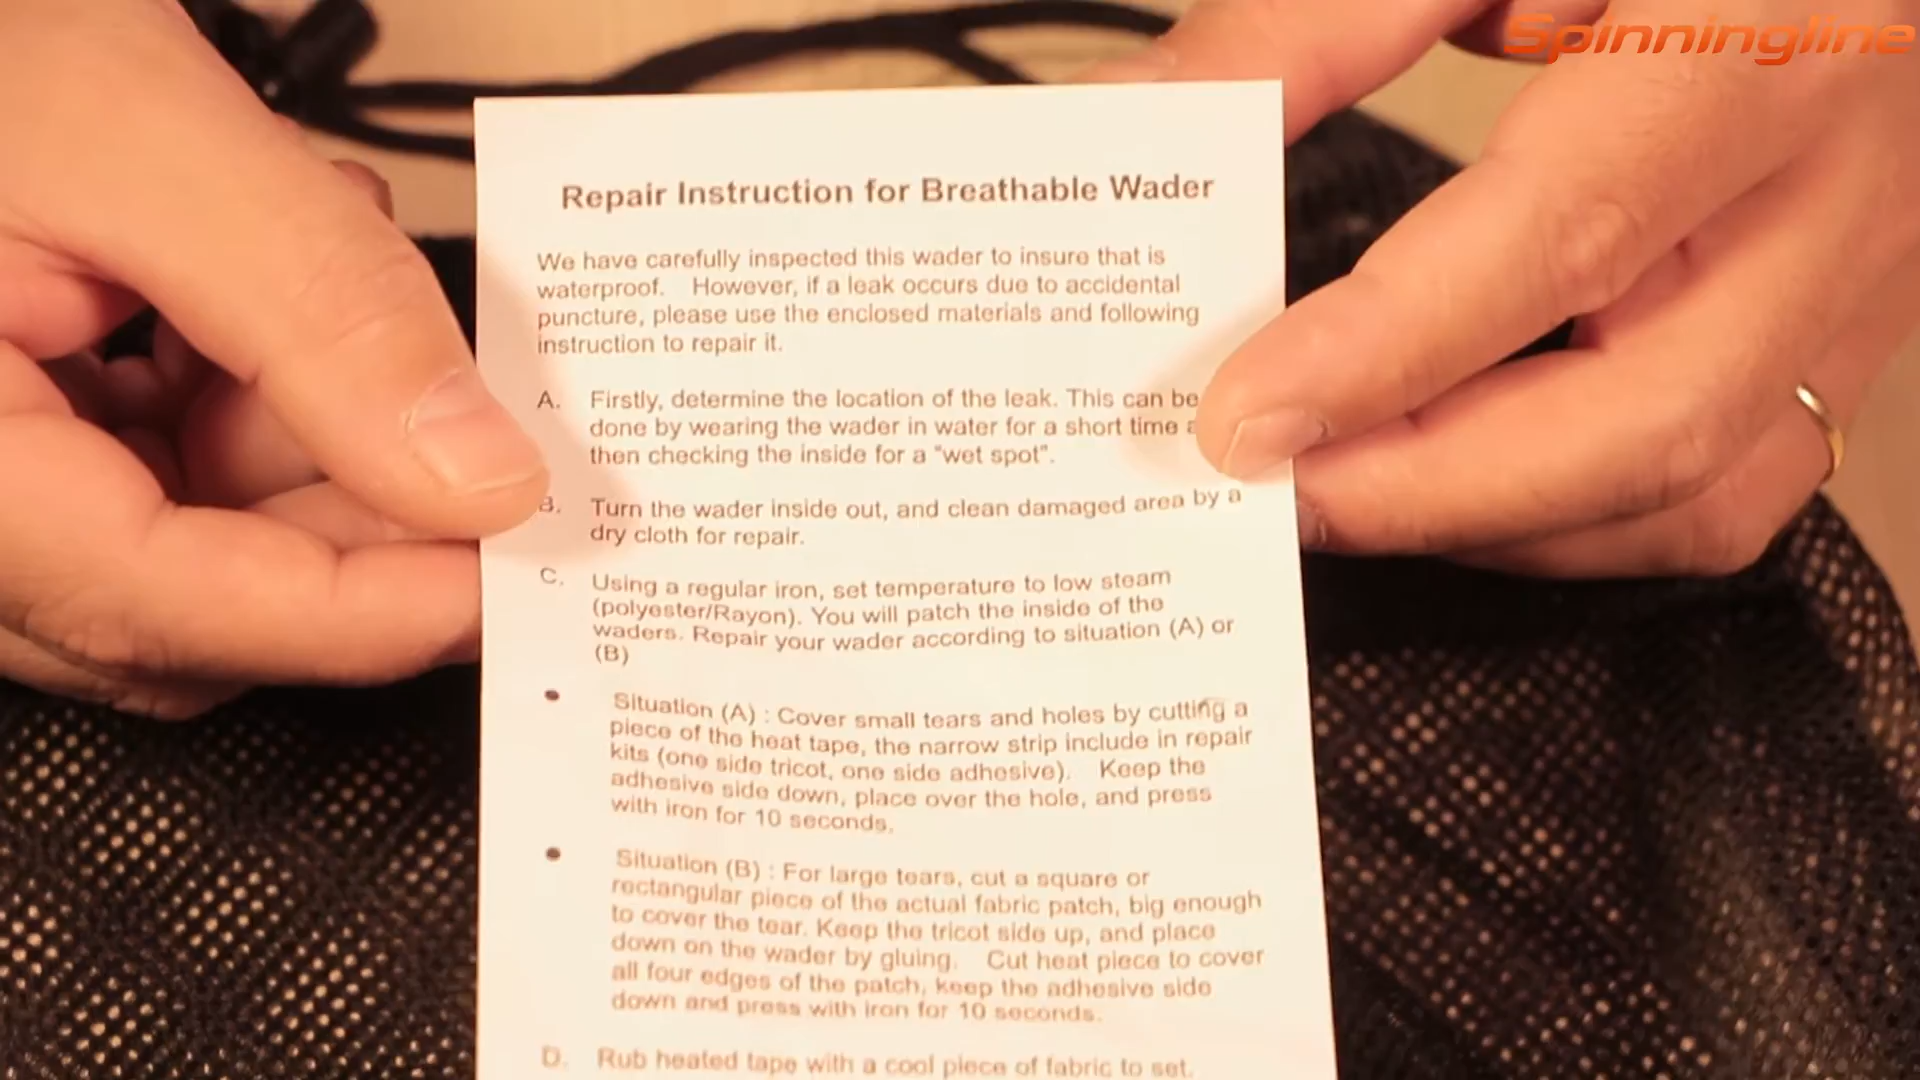 Spinningline
Repair Instruction for Breathable Wader
We have carefully inspected this wader to insure that is
waterproof. However, if a leak occurs due to accidental
puncture, please use the enclosed materials and following
instruction to repair it.
A. Firstly, determine the location of the leak. This can be
done by wearing the wader in water for a short time
then checking the inside for a "wet spot".
B. Turn the wader inside out, and clean damaged area by a
dry cloth for repair.
C. Using a regular iron, set temperature to low steam
(polyester/Rayon). You will patch the inside of the
waders. Repair your wader according to situation (A) or
(B)
• Situation (A) : Cover small tears and holes by cutting a
piece of the heat tape, the narrow strip include in repair
kits (one side tricot, one side adhesive). Keep the
adhesive side down, place over the hole, and press
with iron for 10 seconds.
• Situation (B) : For large tears, cut a square or
rectangular piece of the actual fabric patch, big enough
to cover the tear. Keep the tricot side up, and place
down on the wader by gluing. Cut heat piece to cover
all four edges of the patch, keep the adhesive side
down and press with iron for 10 seconds.
D. Rub heated tape with a cool piece of fabric to set.